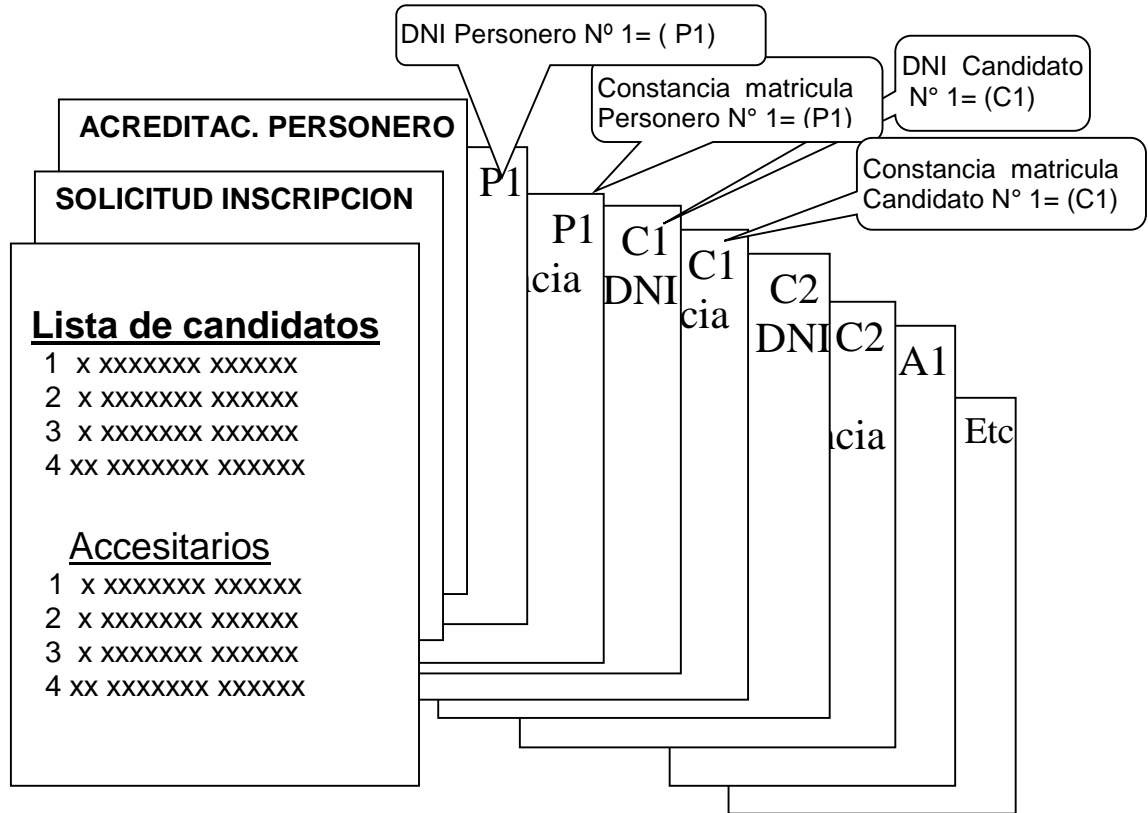 DNI Personero Nº 1= ( P1)
Constancia matricula
Personero N° 1= (P1)
DNI Candidato
N° 1= (C1)
Constancia matricula
Candidato N° 1= (C1)
ACREDITAC. PERSONERO
SOLICITUD INSCRIPCION
Lista de candidatos
1 x xxxxxxx xxxxxx
2 x xxxxxxx xxxxxx
3 x xxxxxxx xxxxxx
4 xx xxxxxxx xxxxxx
Accesitarios
1 x xxxxxxx xxxxxx
2 x xxxxxxx xxxxxx
3 x xxxxxxx xxxxxx
4 xx xxxxxxx xxxxxx
P1
P1
ncia
C1
DNI
C1
cia
C2
DNI
C2
ncia
A1
Etc